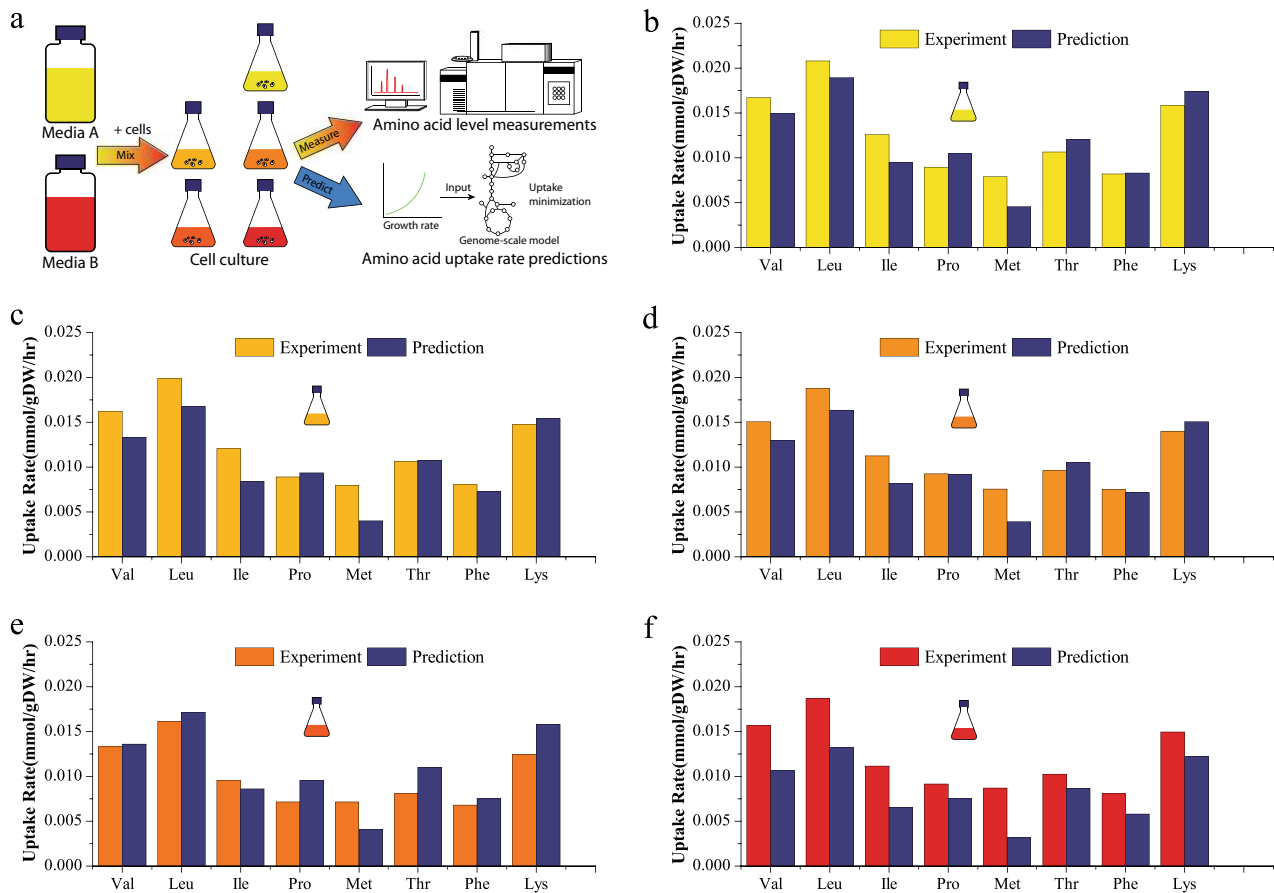 a
Media A
+ cells
Mix
Media B
Cell culture
Measure
Predict
Amino acid level measurements
Growth rate
Input
Uptake
minimization
Genome-scale model
Amino acid uptake rate predictions
b
Uptake Rate(mmol/gDW/hr)
0.025
0.020
0.015
0.010
0.005
0.000
Experiment Prediction
Val Leu Ile Pro Met Thr Phe Lys
c
Uptake Rate(mmol/gDW/hr)
0.025
0.020
0.015
0.010
0.005
0.000
Experiment Prediction
Val Leu Ile Pro Met Thr Phe Lys
d
Uptake Rate(mmol/gDW/hr)
0.025
0.020
0.015
0.010
0.005
0.000
Experiment Prediction
Val Leu Ile Pro Met Thr Phe Lys
e
Uptake Rate(mmol/gDW/hr)
0.025
0.020
0.015
0.010
0.005
0.000
Experiment Prediction
Val Leu Ile Pro Met Thr Phe Lys
f
Uptake Rate(mmol/gDW/hr)
0.025
0.020
0.015
0.010
0.005
0.000
Experiment Prediction
Val Leu Ile Pro Met Thr Phe Lys